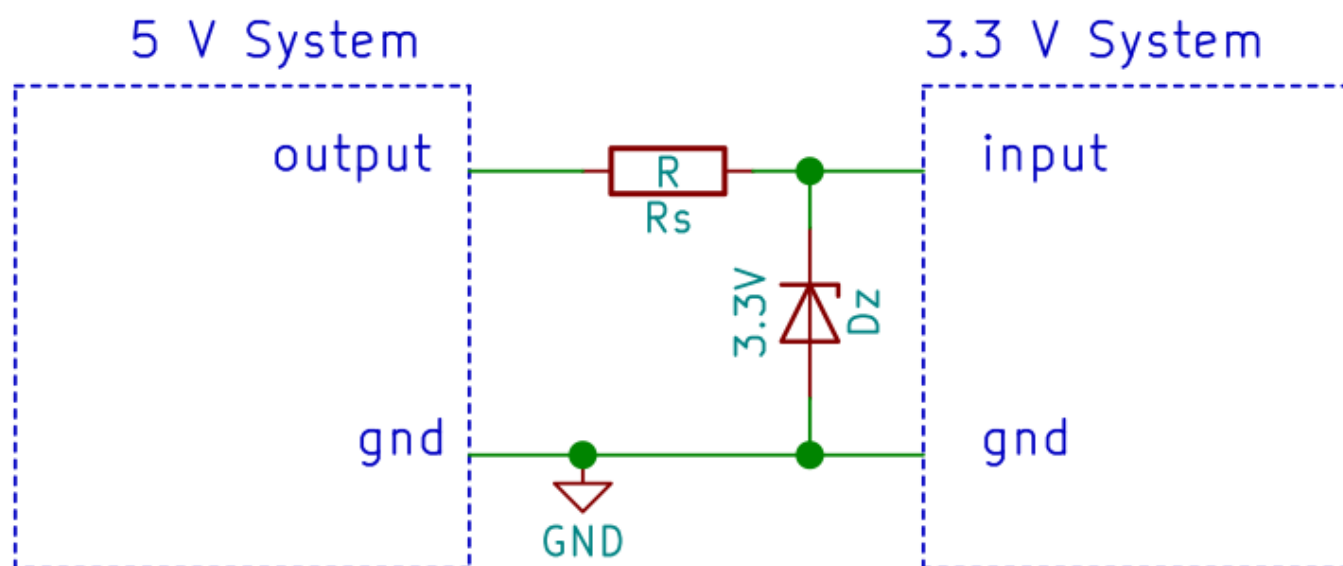 5 V System
3.3 V System
output
R
Rs
input
3.3V
Dz
gnd
gnd
GND